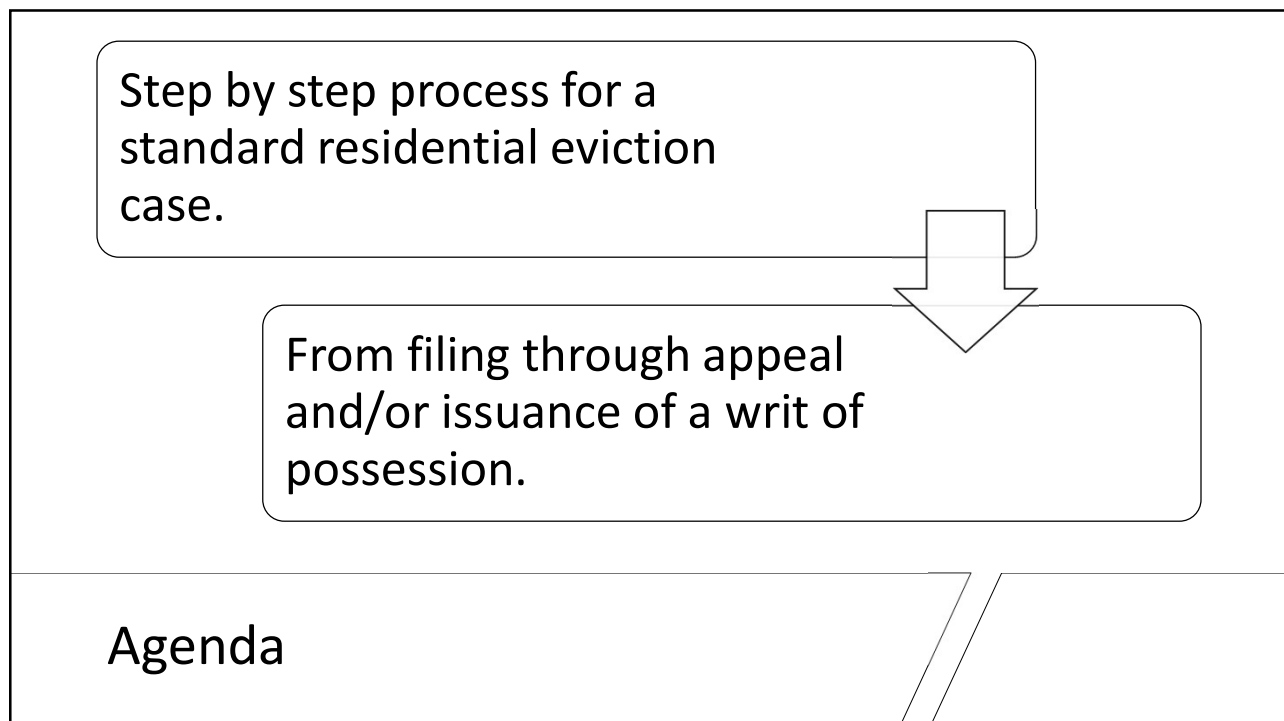 Step by step process for a
standard residential eviction
case.
From filing through appeal
and/or issuance of a writ of
possession.
Agenda